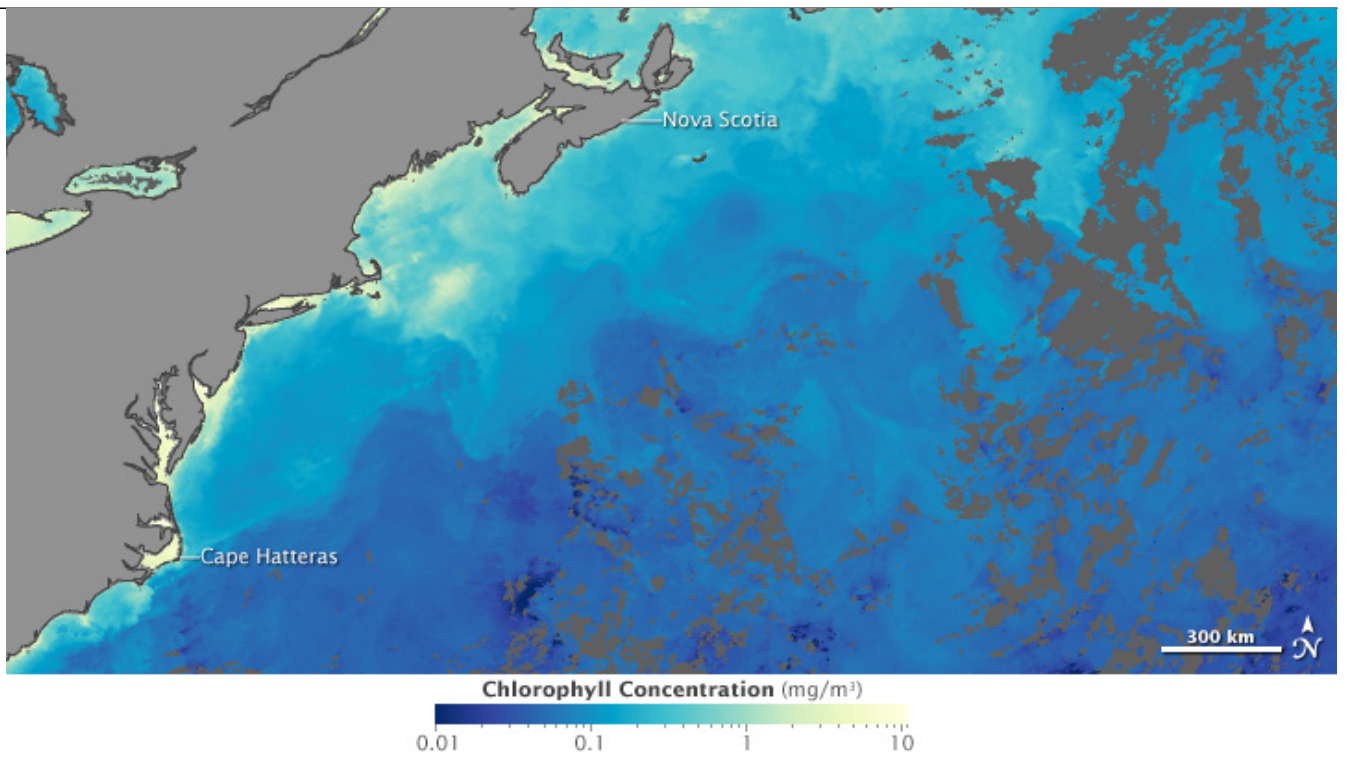 Nova Scotia
Cape Hatteras
300 km
N
Chlorophyll Concentration (mg/m³)
0.01 0.1 1 10